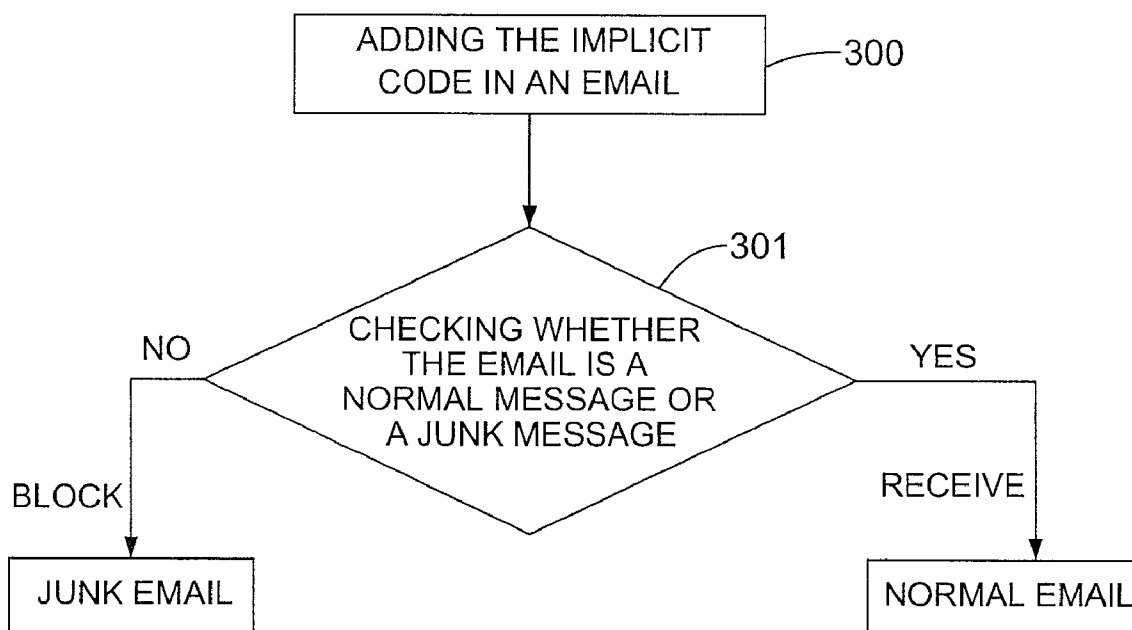 ADDING THE IMPLICIT
CODE IN AN EMAIL
300
301
CHECKING WHETHER
THE EMAIL IS A
NORMAL MESSAGE OR
A JUNK MESSAGE
NO
YES
BLOCK
RECEIVE
JUNK EMAIL
NORMAL EMAIL